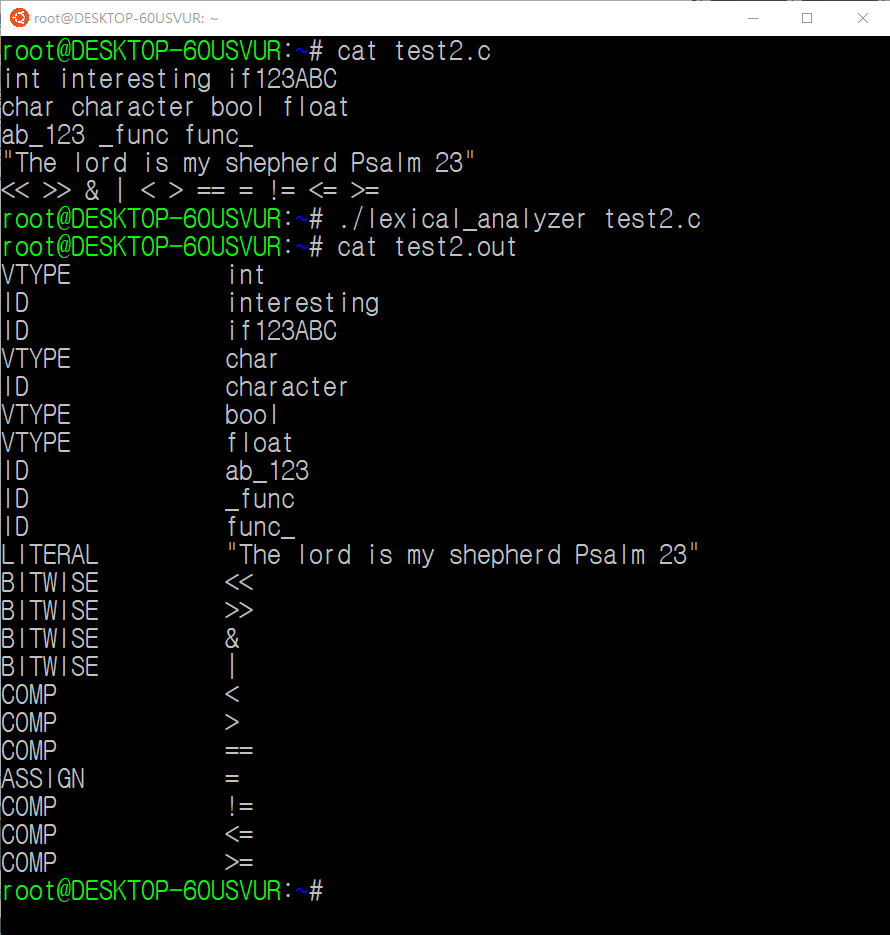 root@DESKTOP-60USVUR: ~
root@DESKTOP-60USVUR:~# cat test2.c
int interesting if123ABC
char character bool float
ab_123 _func func_
"The lord is my shepherd Psalm 23"
<< >> & | < > == = != <= >=
root@DESKTOP-60USVUR:~# ./lexical_analyzer test2.c
root@DESKTOP-60USVUR:~# cat test2.out
VTYPE int
ID interesting
ID if123ABC
VTYPE char
ID character
VTYPE bool
VTYPE float
ID ab_123
ID _func
ID func_
LITERAL "The lord is my shepherd Psalm 23"
BITWISE <<
BITWISE >>
BITWISE &
BITWISE |
COMP <
COMP >
COMP ==
ASSIGN =
COMP !=
COMP <=
COMP >=
root@DESKTOP-60USVUR:~#